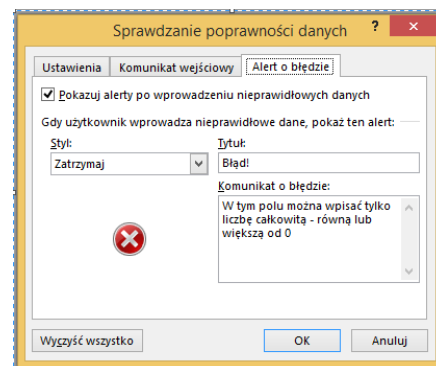 Sprawdzanie poprawności danych ? ×
Ustawienia Komunikat wejściowy Alert o błędzie
Pokazuj alerty po wprowadzeniu nieprawidłowych danych
Gdy użytkownik wprowadza nieprawidłowe dane, pokaż ten alert:
Styl: Tytuł:
Zatrzymaj Błąd!
Komunikat o błędzie:
W tym polu można wpisać tylko
liczbę całkowitą - równą lub
większą od 0
Wyczyść wszystko OK Anuluj